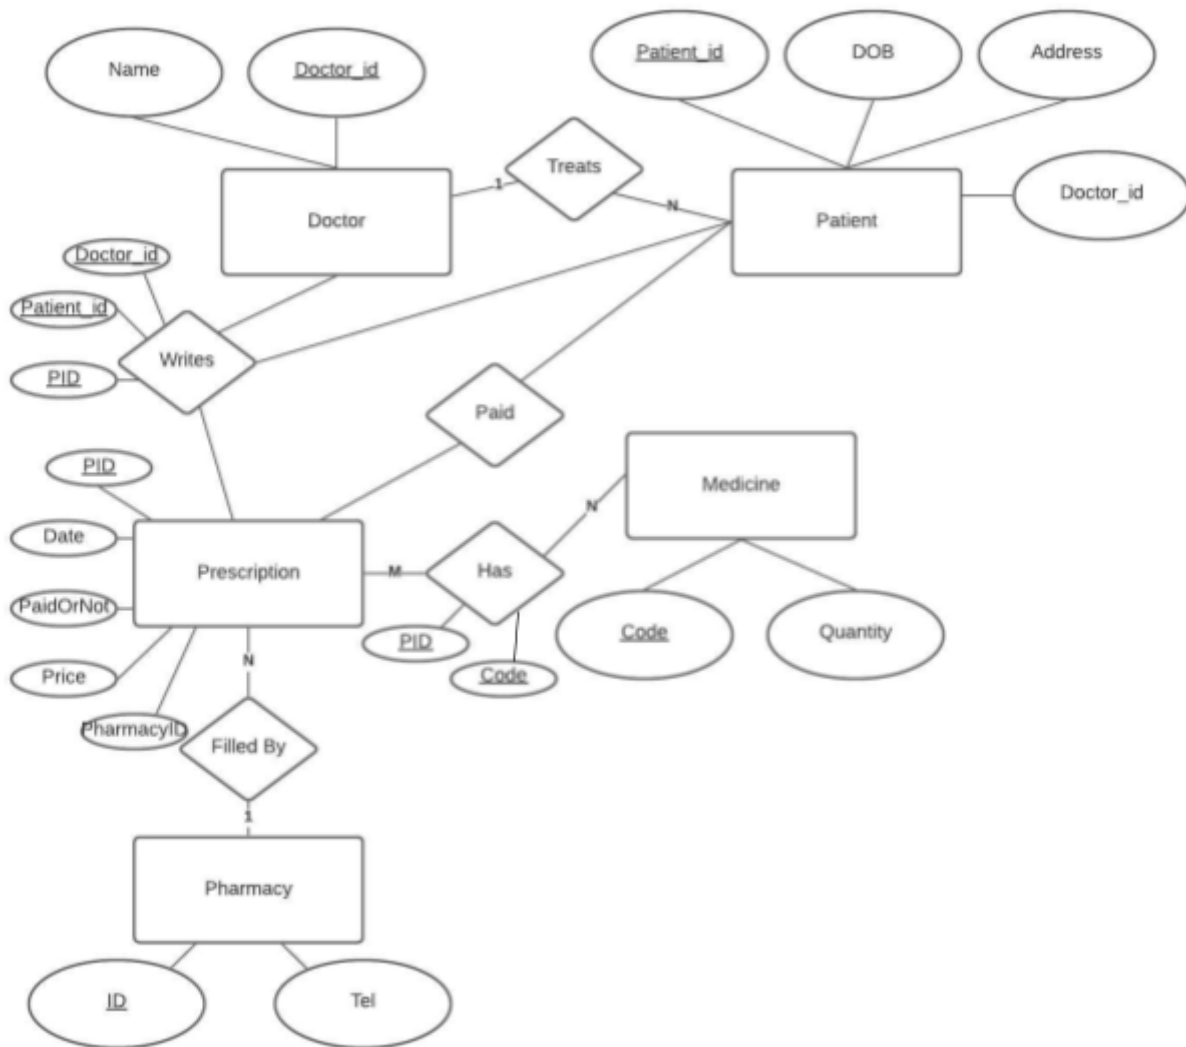 Name
Doctor_id
Patient_id
DOB
Address
Treats
1
N
Doctor
Patient
Doctor_id
Doctor_id
Patient_id
Writes
PID
Paid
PID
Medicine
N
Date
Prescription
M
Has
PaidOrNot
PID
Code
Code
Quantity
N
Price
PharmacyID
Filled By
1
Pharmacy
ID
Tel